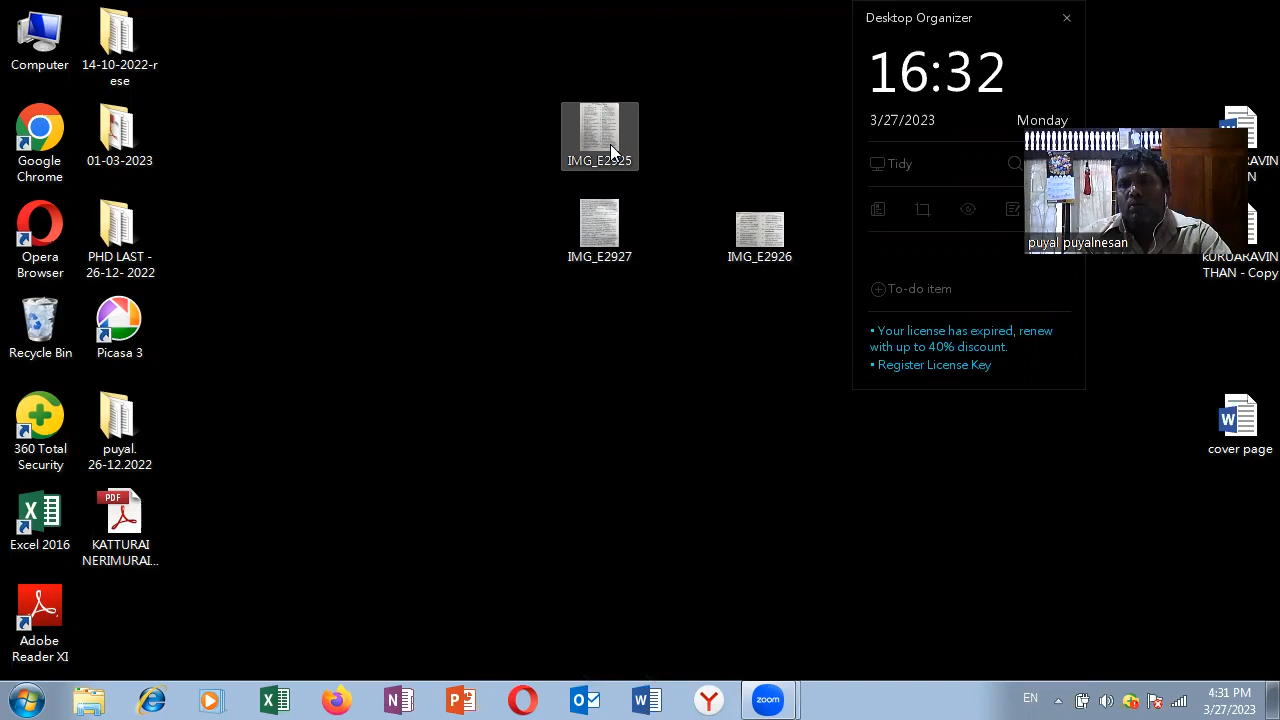 Computer
14-10-2022-r
ese
Google
Chrome
01-03-2023
Opera
Browser
PHD LAST -
26-12- 2022
Recycle Bin
Picasa 3
360 Total
Security
puyal.
26-12.2022
Excel 2016
PDF
KATTURAI
NERIMURAI...
Adobe
Reader XI
IMG_E2925
IMG_E2927
IMG_E2926
Desktop Organizer
16:32
/27/2023
Monday
Tidy
To-do item
• Your license has expired, renew
with up to 40% discount.
• Register License Key
THAN - Copy
cover page
zoom
EN
4:31 PM
3/27/2023